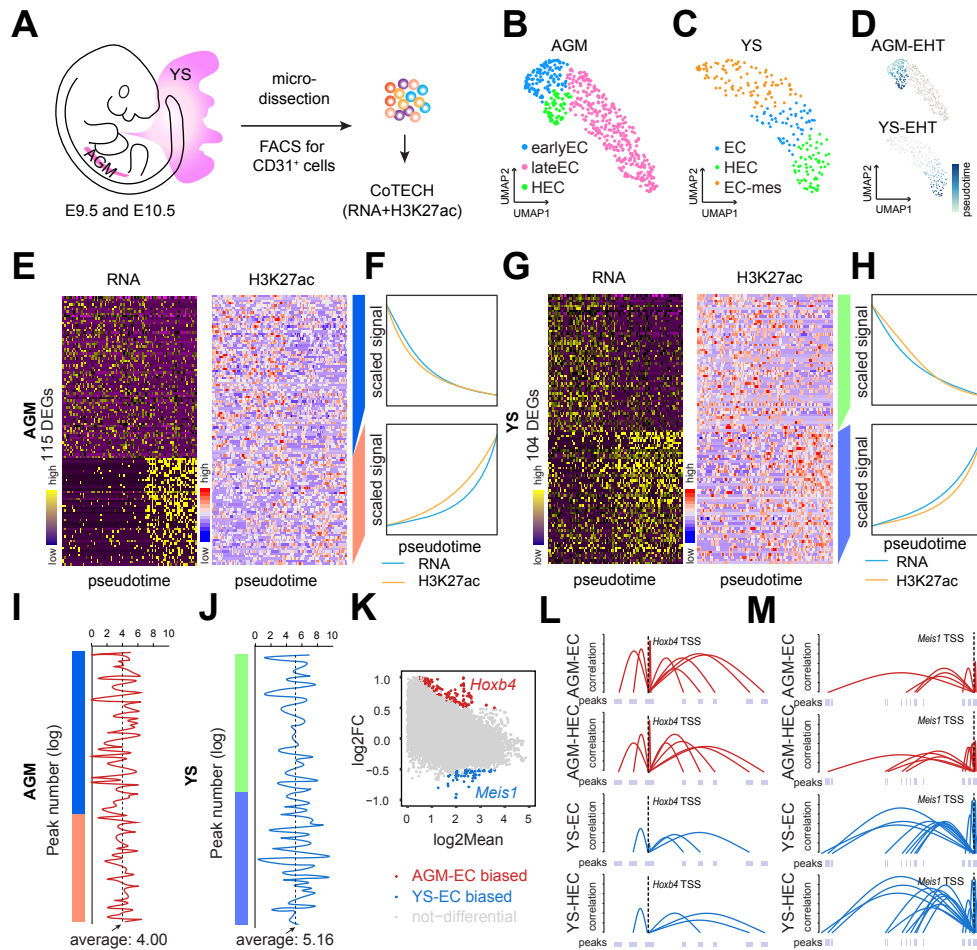 A
YS
AGM
E9.5 and E10.5
micro-
dissection
FACS for
CD31⁺ cells
CoTECH
(RNA+H3K27ac)
B
AGM
earlyEC
lateEC
HEC
UMAP2
UMAP1
C
YS
EC
HEC
EC-mes
UMAP2
UMAP1
D
AGM-EHT
YS-EHT
UMAP2
UMAP1
pseudotime
E
RNA
H3K27ac
AGM
115 DEGs
high
low
high
low
pseudotime
pseudotime
F
scaled signal
scaled signal
pseudotime
RNA
H3K27ac
G
RNA
H3K27ac
YS
104 DEGs
high
low
high
low
pseudotime
pseudotime
H
scaled signal
scaled signal
pseudotime
RNA
H3K27ac
I
0 2 4 6 8 10
AGM
Peak number (log)
average: 4.00
J
0 2 4 6 8 10
YS
Peak number (log)
average: 5.16
K
1.0
0.5
0.0
−0.5
−1.0
log2FC
Hoxb4
Meis1
0 1 2 3 4 5
log2Mean
AGM-EC biased
YS-EC biased
not-differential
L
AGM-EC
correlation
Hoxb4 TSS
peaks
AGM-HEC
correlation
Hoxb4 TSS
peaks
YS-EC
correlation
Hoxb4 TSS
peaks
YS-HEC
correlation
Hoxb4 TSS
peaks
M
AGM-EC
correlation
Meis1 TSS
peaks
AGM-HEC
correlation
Meis1 TSS
peaks
YS-EC
correlation
Meis1 TSS
peaks
YS-HEC
correlation
Meis1 TSS
peaks